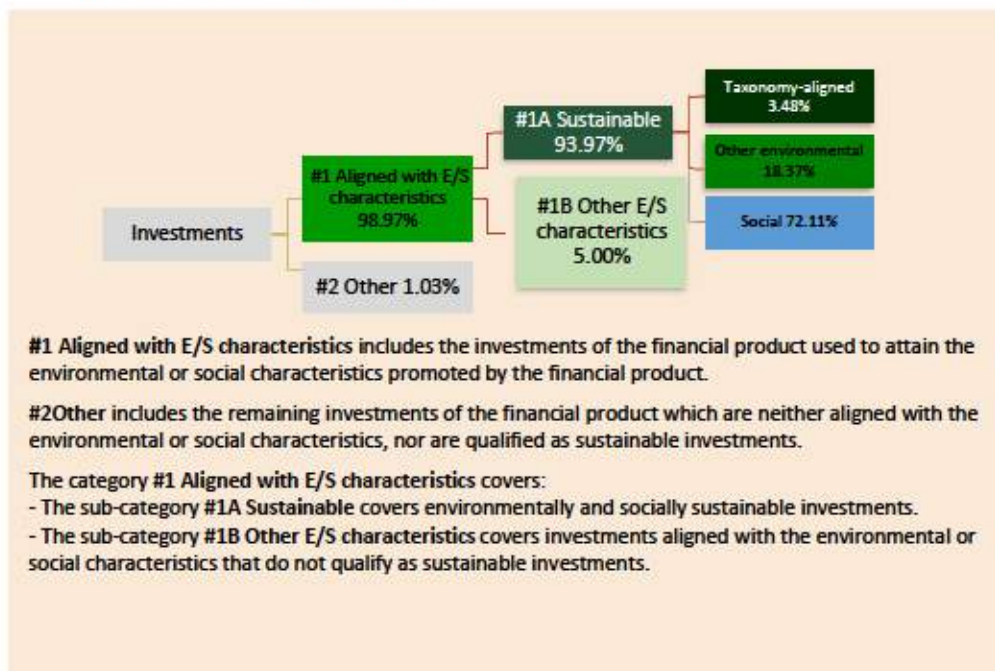 Taxonomy-aligned
3.48%
#1A Sustainable
93.97%
Other environmental
18.37%
#1 Aligned with E/S
characteristics
98.97%
#1B Other E/S
characteristics
5.00%
Social 72.11%
Investments
#2 Other 1.03%
#1 Aligned with E/S characteristics includes the investments of the financial product used to attain the
environmental or social characteristics promoted by the financial product.
#2Other includes the remaining investments of the financial product which are neither aligned with the
environmental or social characteristics, nor are qualified as sustainable investments.
The category #1 Aligned with E/S characteristics covers:
- The sub-category #1A Sustainable covers environmentally and socially sustainable investments.
- The sub-category #1B Other E/S characteristics covers investments aligned with the environmental or
social characteristics that do not qualify as sustainable investments.